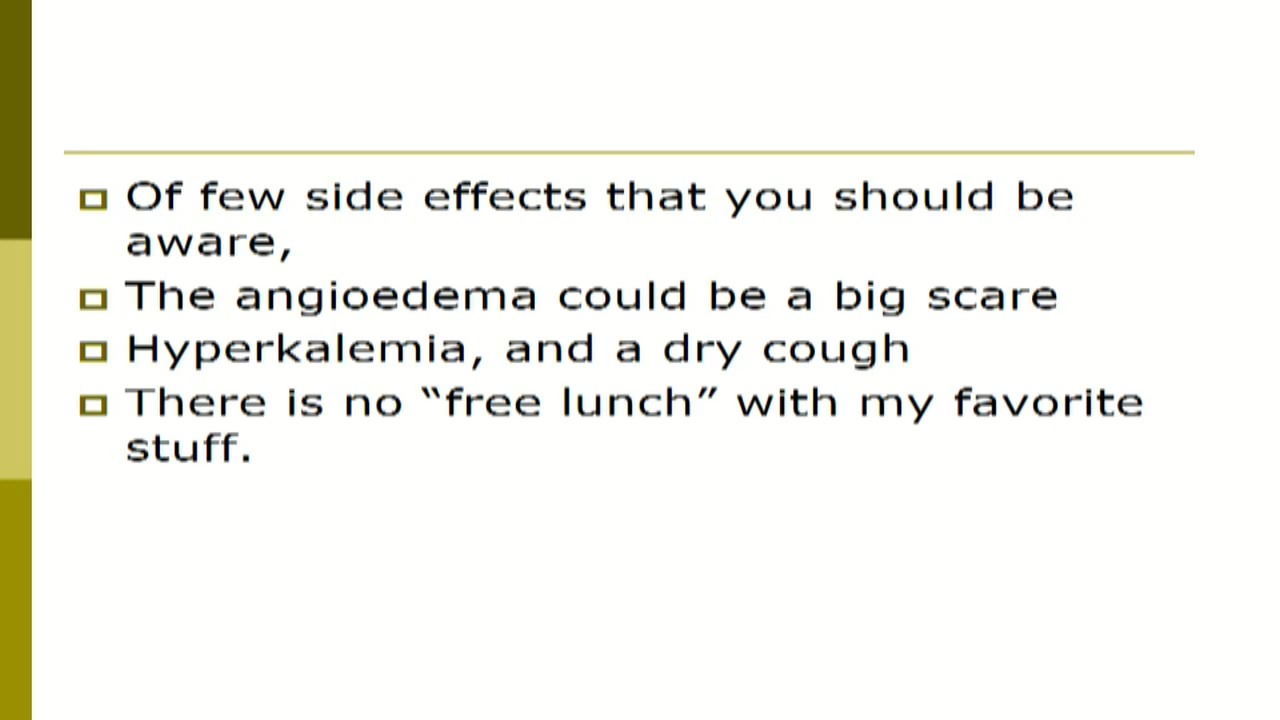 Of few side effects that you should be
aware,
The angioedema could be a big scare
Hyperkalemia, and a dry cough
There is no “free lunch” with my favorite
stuff.